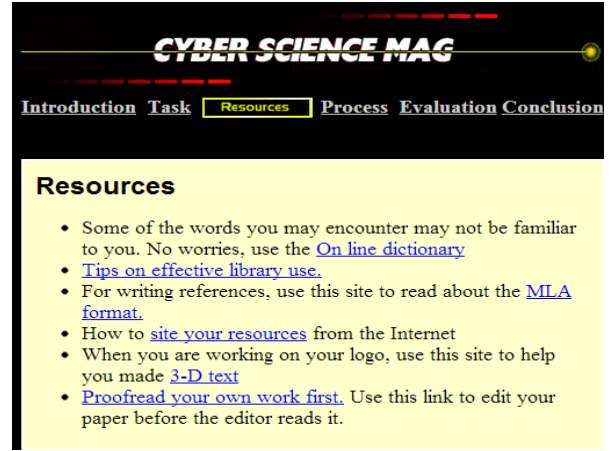 CYBER SCIENCE MAG
Introduction Task Resources Process Evaluation Conclusion
Resources
• Some of the words you may encounter may not be familiar
to you. No worries, use the On line dictionary
• Tips on effective library use.
• For writing references, use this site to read about the MLA
format.
• How to site your resources from the Internet
• When you are working on your logo, use this site to help
you made 3-D text
• Proofread your own work first. Use this link to edit your
paper before the editor reads it.